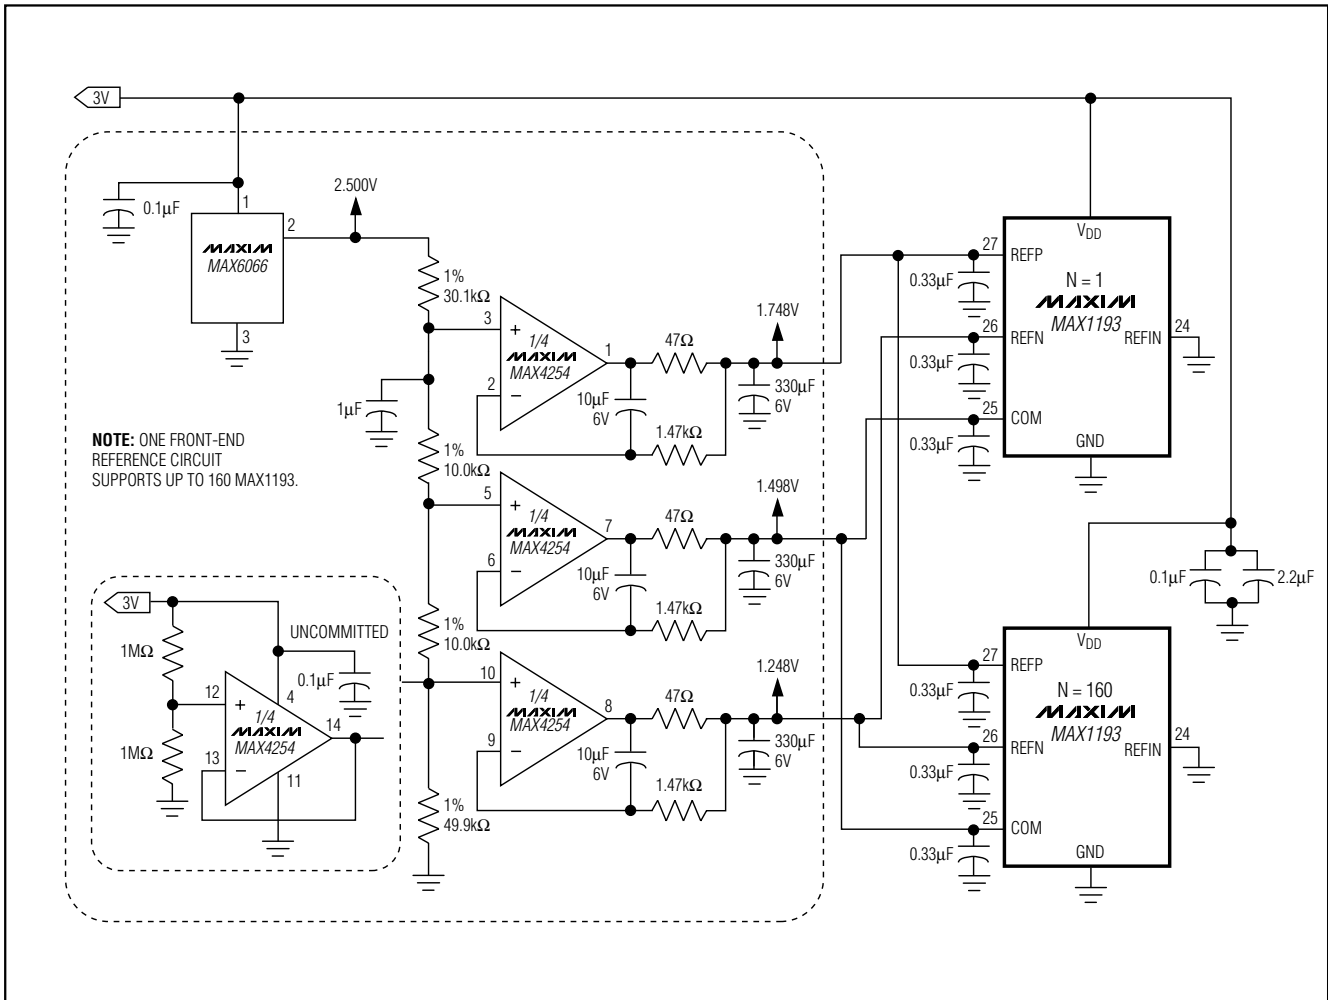 3V
0.1µF
1
2.500V
2
MAXIM
MAX6066
3
1%
30.1kΩ
1µF
NOTE: ONE FRONT-END
REFERENCE CIRCUIT
SUPPORTS UP TO 160 MAX1193.
1%
10.0kΩ
1%
10.0kΩ
1%
49.9kΩ
3
+
1/4
MAXIM
MAX4254
2
−
1
47Ω
10µF
6V
1.47kΩ
1.748V
330µF
6V
5
+
1/4
MAXIM
MAX4254
6
−
7
47Ω
10µF
6V
1.47kΩ
1.498V
330µF
6V
10
+
1/4
MAXIM
MAX4254
9
−
8
47Ω
10µF
6V
1.47kΩ
1.248V
330µF
6V
3V
1MΩ
1MΩ
UNCOMMITTED
0.1µF
12
+
4
1/4
MAXIM
MAX4254
14
13
−
11
VDD
27
REFP
0.33µF
N = 1
MAXIM
MAX1193
26
REFN
0.33µF
REFIN
24
25
COM
0.33µF
GND
0.1µF
2.2µF
VDD
27
REFP
0.33µF
N = 160
MAXIM
MAX1193
26
REFN
0.33µF
REFIN
24
25
COM
0.33µF
GND